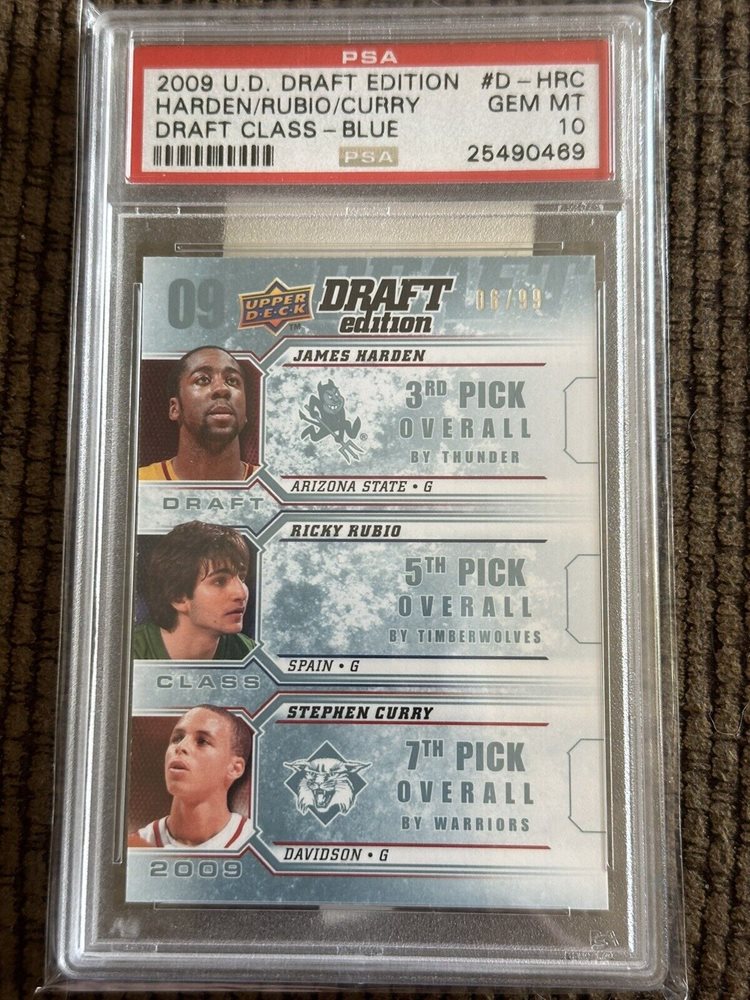 PSA
2009 U.D. DRAFT EDITION #D-HRC
HARDEN/RUBIO/CURRY GEM MT
DRAFT CLASS-BLUE 10
PSA 25490469
09 UPPER DECK DRAFT edition 06/99
JAMES HARDEN
3RD PICK
OVERALL
BY THUNDER
ARIZONA STATE • G
DRAFT
RICKY RUBIO
5TH PICK
OVERALL
BY TIMBERWOLVES
SPAIN • G
CLASS
STEPHEN CURRY
7TH PICK
OVERALL
BY WARRIORS
DAVIDSON • G
2009